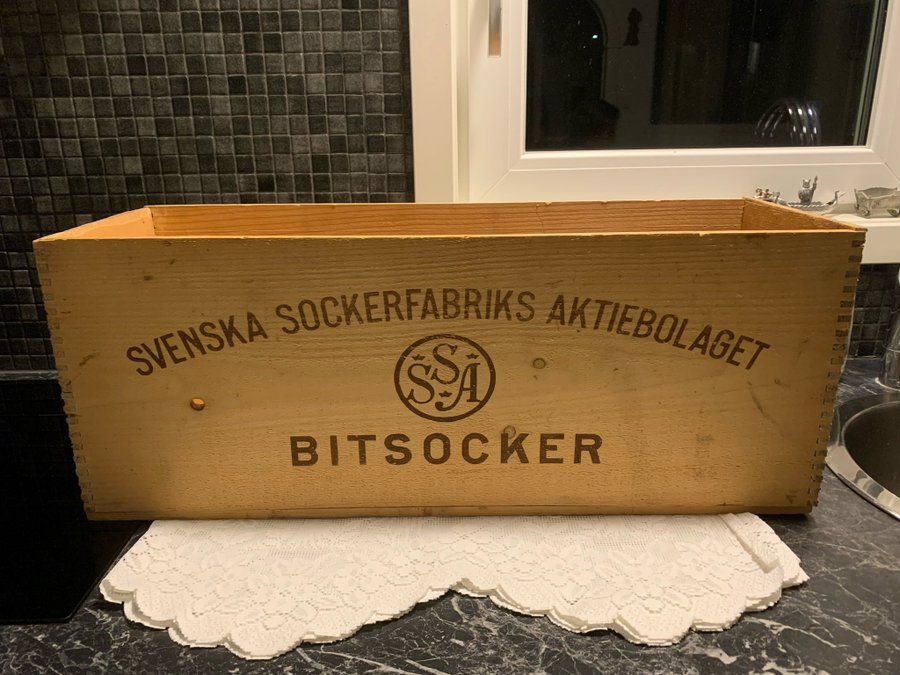 SVENSKA SOCKERFABRIKS AKTIEBOLAGET
SSA
BITSOCKER